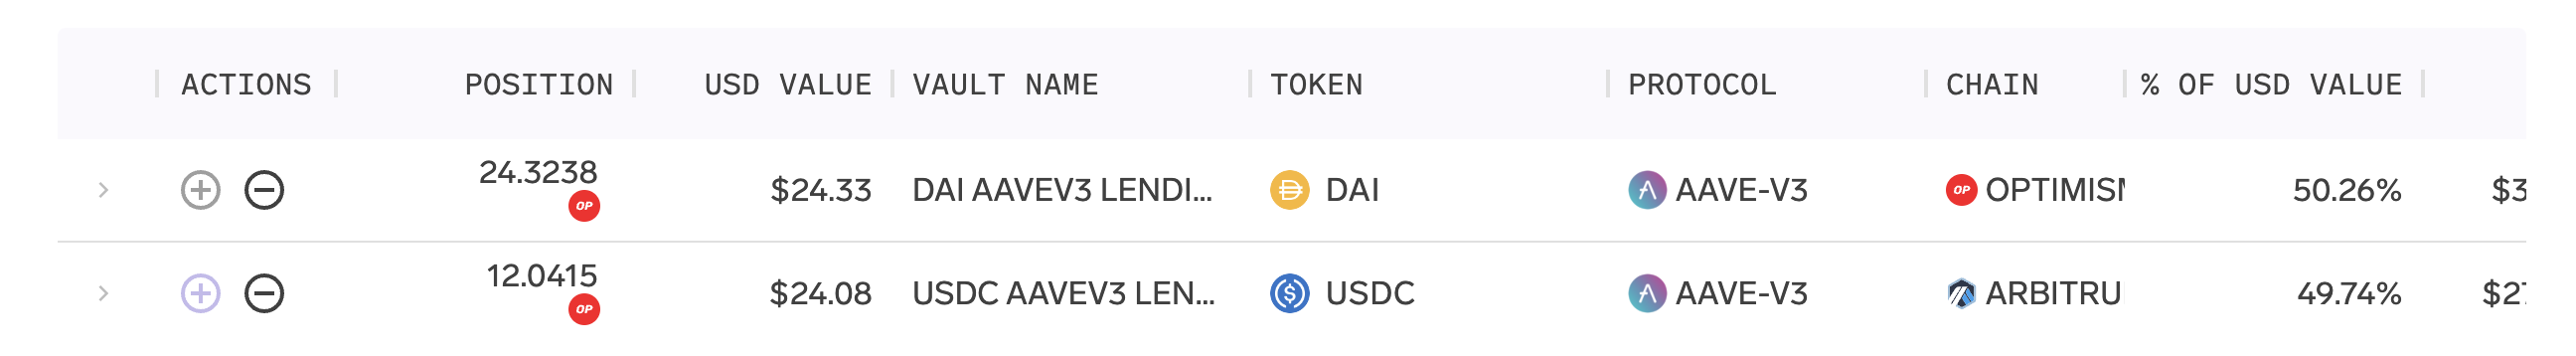 ACTIONS POSITION USD VALUE VAULT NAME TOKEN PROTOCOL CHAIN % OF USD VALUE
24.3238 OP $24.33 DAI AAVEV3 LENDI... DAI AAVE-V3 OP OPTIMISM 50.26% $3
12.0415 OP $24.08 USDC AAVEV3 LEN... USDC AAVE-V3 ARBITRU 49.74% $27